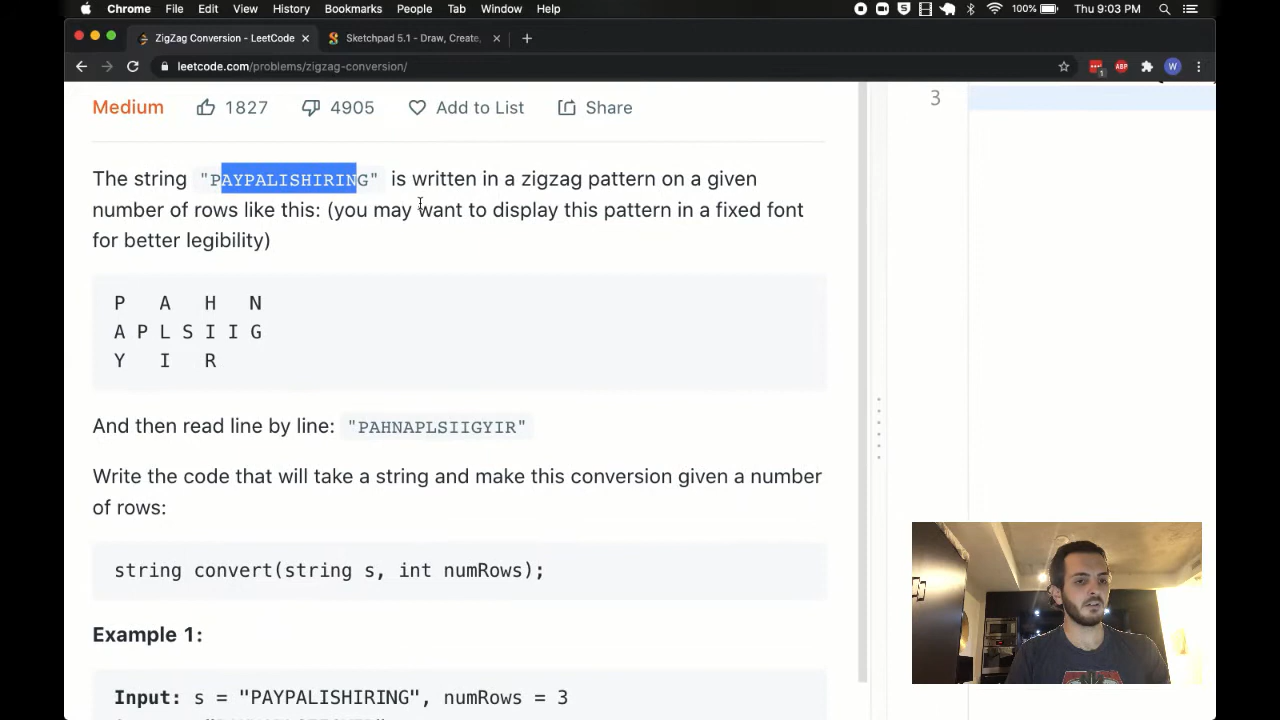 Chrome File Edit View History Bookmarks People Tab Window Help 100% Thu 9:03 PM
ZigZag Conversion - LeetCode Sketchpad 5.1 - Draw, Create,
leetcode.com/problems/zigzag-conversion/
Medium 1827 4905 Add to List Share
3
The string "PAYPALISHIRING" is written in a zigzag pattern on a given
number of rows like this: (you may want to display this pattern in a fixed font
for better legibility)
P A H N
A P L S I I G
Y I R
And then read line by line: "PAHNAPLSIIGYIR"
Write the code that will take a string and make this conversion given a number
of rows:
string convert(string s, int numRows);
Example 1:
Input: s = "PAYPALISHIRING", numRows = 3